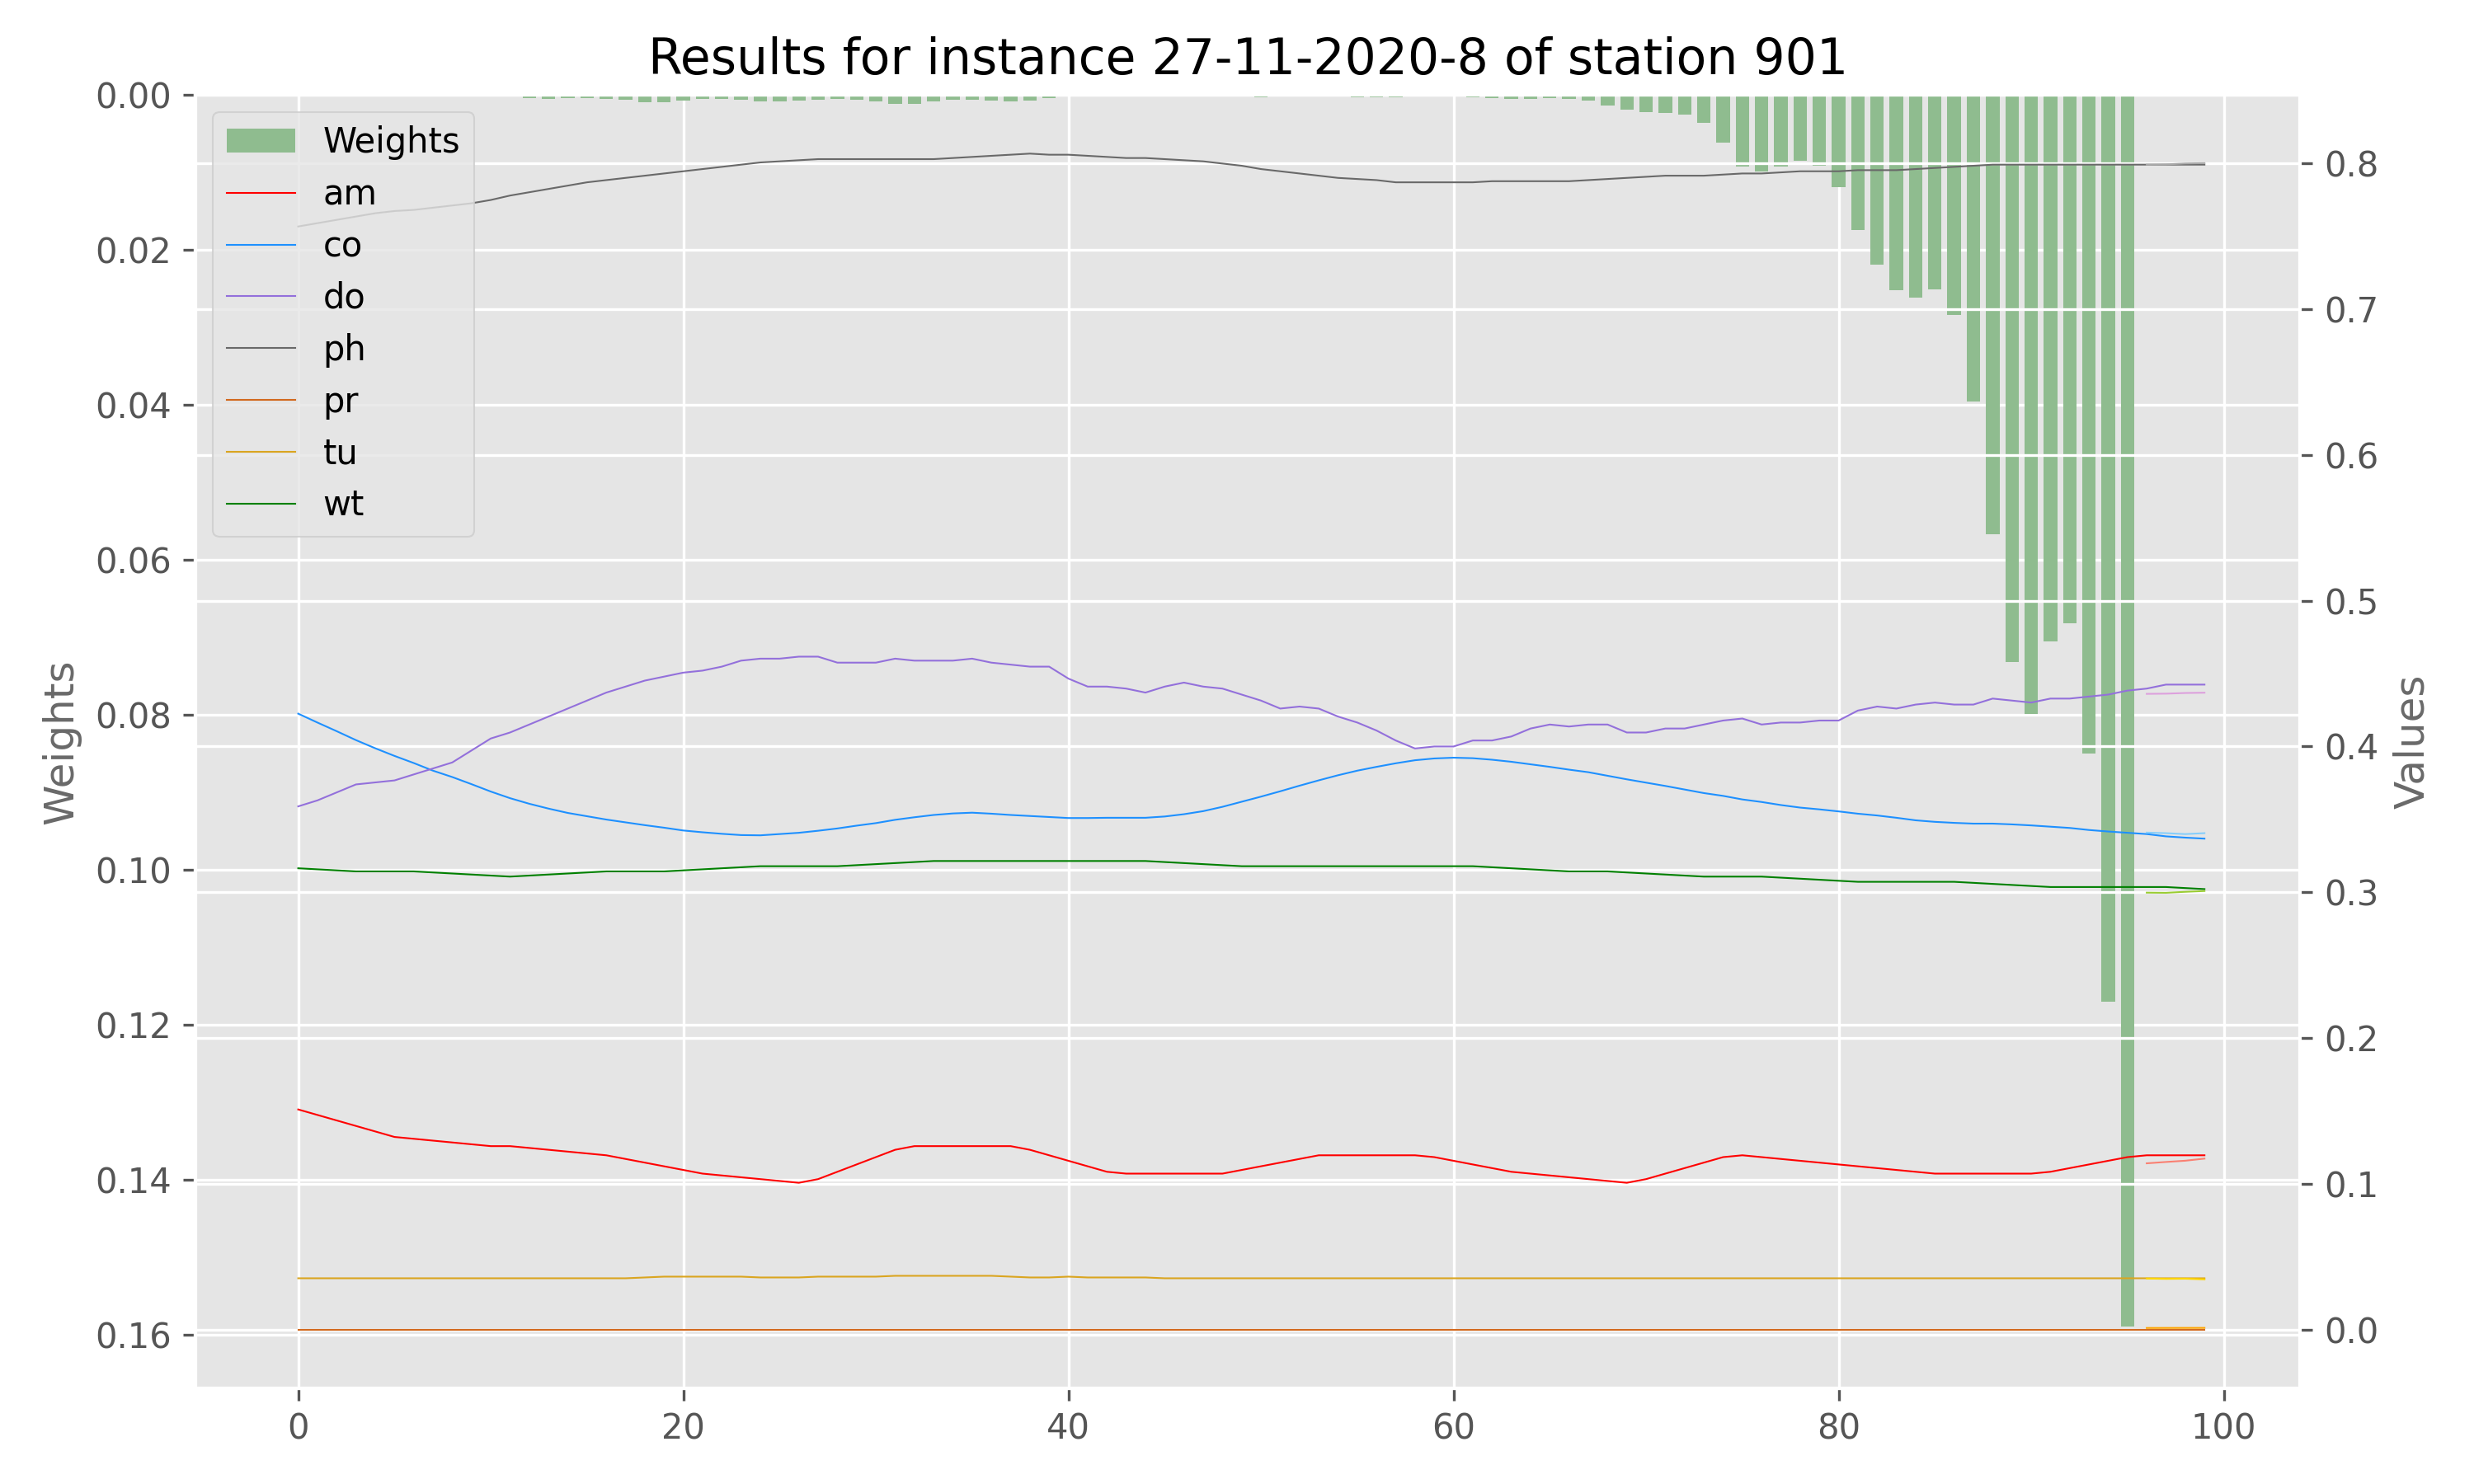 Results for instance 27-11-2020-8 of station 901
0.00
0.02
0.04
0.06
0.08
0.10
0.12
0.14
0.16
Weights
Weights
am
co
do
ph
pr
tu
wt
0.8
0.7
0.6
0.5
0.4
0.3
0.2
0.1
0.0
Values
0 20 40 60 80 100